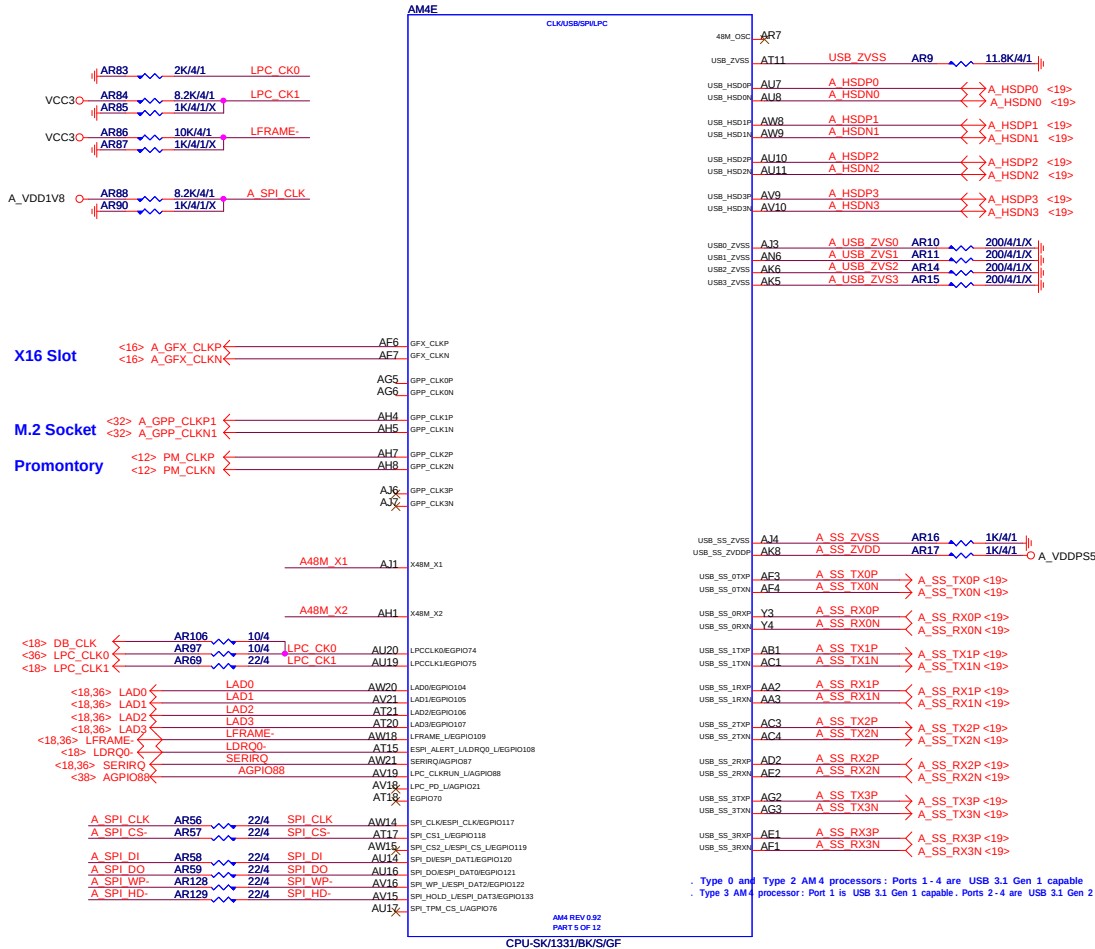 AM4E
CLK/USB/SPI/LPC
AR83 2K/4/1 LPC_CK0
VCC3 AR84 8.2K/4/1 LPC_CK1
AR85 1K/4/1/X
VCC3 AR86 10K/4/1 LFRAME-
AR87 1K/4/1/X
A_VDD1V8 AR88 8.2K/4/1 A_SPI_CLK
AR90 1K/4/1/X
X16 Slot
<16> A_GFX_CLKP AF6 GFX_CLKP
<16> A_GFX_CLKN AF7 GFX_CLKN
AG5 GPP_CLK0P
AG6 GPP_CLK0N
M.2 Socket
<32> A_GPP_CLKP1 AH4 GPP_CLK1P
<32> A_GPP_CLKN1 AH5 GPP_CLK1N
Promontory
<12> PM_CLKP AH7 GPP_CLK2P
<12> PM_CLKN AH8 GPP_CLK2N
AJ6 GPP_CLK3P
AJ7 GPP_CLK3N
A48M_X1 AJ1 X48M_X1
A48M_X2 AH1 X48M_X2
<18> DB_CLK AR106 10/4
<36> LPC_CLK0 AR97 10/4 LPC_CK0 AU20 LPCCLK0/EGPIO74
<18> LPC_CLK1 AR69 22/4 LPC_CK1 AU19 LPCCLK1/EGPIO75
<18,36> LAD0 LAD0 AW20 LAD0/EGPIO104
<18,36> LAD1 LAD1 AV21 LAD1/EGPIO105
<18,36> LAD2 LAD2 AT21 LAD2/EGPIO106
<18,36> LAD3 LAD3 AT20 LAD3/EGPIO107
<18,36> LFRAME- LFRAME- AW18 LFRAME_L/EGPIO109
<18> LDRQ0- LDRQ0- AT15 ESPI_ALERT_L/LDRQ0_L/EGPIO108
<18,36> SERIRQ SERIRQ AW21 SERIRQ/AGPIO87
<38> AGPIO88 AGPIO88 AV19 LPC_CLKRUN_L/AGPIO88
AV18 LPC_PD_L/AGPIO21
AT18 EGPIO70
A_SPI_CLK AR56 22/4 SPI_CLK AW14 SPI_CLK/ESPI_CLK/EGPIO117
A_SPI_CS- AR57 22/4 SPI_CS- AT17 SPI_CS1_L/EGPIO118
AW15 SPI_CS2_L/ESPI_CS_L/EGPIO119
A_SPI_DI AR58 22/4 SPI_DI AU14 SPI_DI/ESPI_DAT1/EGPIO120
A_SPI_DO AR59 22/4 SPI_DO AU16 SPI_DO/ESPI_DAT0/EGPIO121
A_SPI_WP- AR128 22/4 SPI_WP- AV16 SPI_WP_L/ESPI_DAT2/EGPIO122
A_SPI_HD- AR129 22/4 SPI_HD- AV15 SPI_HOLD_L/ESPI_DAT3/EGPIO133
AU17 SPI_TPM_CS_L/AGPIO76
48M_OSC AR7
USB_ZVSS AT11 USB_ZVSS AR9 11.8K/4/1
USB_HSD0P AU7 A_HSDP0 A_HSDP0 <19>
USB_HSD0N AU8 A_HSDN0 A_HSDN0 <19>
USB_HSD1P AW8 A_HSDP1 A_HSDP1 <19>
USB_HSD1N AW9 A_HSDN1 A_HSDN1 <19>
USB_HSD2P AU10 A_HSDP2 A_HSDP2 <19>
USB_HSD2N AU11 A_HSDN2 A_HSDN2 <19>
USB_HSD3P AV9 A_HSDP3 A_HSDP3 <19>
USB_HSD3N AV10 A_HSDN3 A_HSDN3 <19>
USB0_ZVSS AJ3 A_USB_ZVS0 AR10 200/4/1/X
USB1_ZVSS AN6 A_USB_ZVS1 AR11 200/4/1/X
USB2_ZVSS AK6 A_USB_ZVS2 AR14 200/4/1/X
USB3_ZVSS AK5 A_USB_ZVS3 AR15 200/4/1/X
USB_SS_ZVSS AJ4 A_SS_ZVSS AR16 1K/4/1
USB_SS_ZVDDP AK8 A_SS_ZVDD AR17 1K/4/1 A_VDDPS5
USB_SS_0TXP AF3 A_SS_TX0P A_SS_TX0P <19>
USB_SS_0TXN AF4 A_SS_TX0N A_SS_TX0N <19>
USB_SS_0RXP Y3 A_SS_RX0P A_SS_RX0P <19>
USB_SS_0RXN Y4 A_SS_RX0N A_SS_RX0N <19>
USB_SS_1TXP AB1 A_SS_TX1P A_SS_TX1P <19>
USB_SS_1TXN AC1 A_SS_TX1N A_SS_TX1N <19>
USB_SS_1RXP AA2 A_SS_RX1P A_SS_RX1P <19>
USB_SS_1RXN AA3 A_SS_RX1N A_SS_RX1N <19>
USB_SS_2TXP AC3 A_SS_TX2P A_SS_TX2P <19>
USB_SS_2TXN AC4 A_SS_TX2N A_SS_TX2N <19>
USB_SS_2RXP AD2 A_SS_RX2P A_SS_RX2P <19>
USB_SS_2RXN AE2 A_SS_RX2N A_SS_RX2N <19>
USB_SS_3TXP AG2 A_SS_TX3P A_SS_TX3P <19>
USB_SS_3TXN AG3 A_SS_TX3N A_SS_TX3N <19>
USB_SS_3RXP AE1 A_SS_RX3P A_SS_RX3P <19>
USB_SS_3RXN AF1 A_SS_RX3N A_SS_RX3N <19>
. Type 0 and Type 2 AM4 processors: Ports 1-4 are USB 3.1 Gen 1 capable
. Type 3 AM4 processor: Port 1 is USB 3.1 Gen 1 capable. Ports 2-4 are USB 3.1 Gen 2
AM4 REV 0.92
PART 5 OF 12
CPU-SK/1331/BK/S/GF